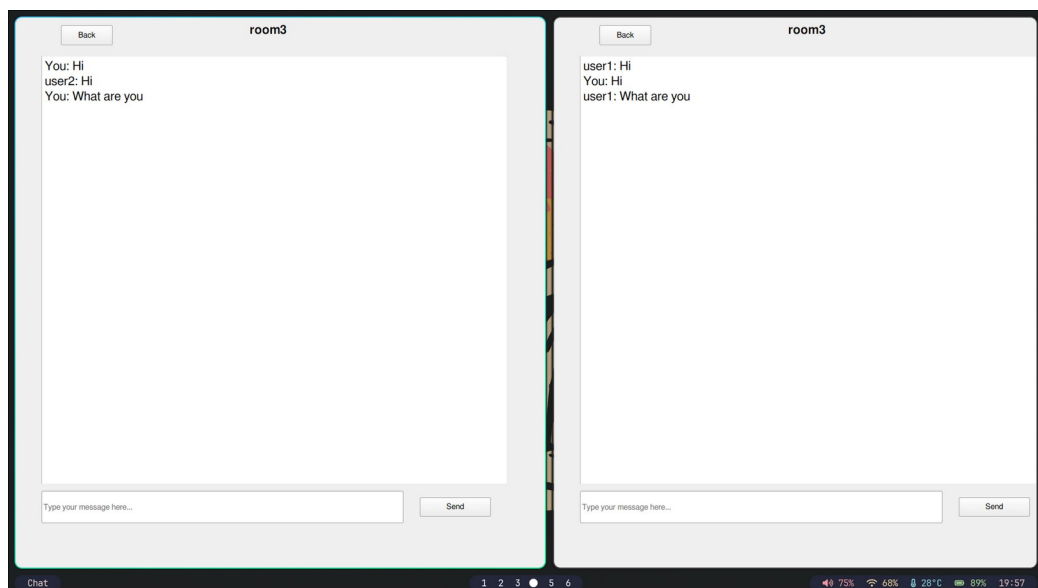 Back
room3
You: Hi
user2: Hi
You: What are you
Type your message here...
Send
Back
room3
user1: Hi
You: Hi
user1: What are you
Type your message here...
Send
Chat
1 2 3 5 6
75% 68% 28°C 89% 19:57